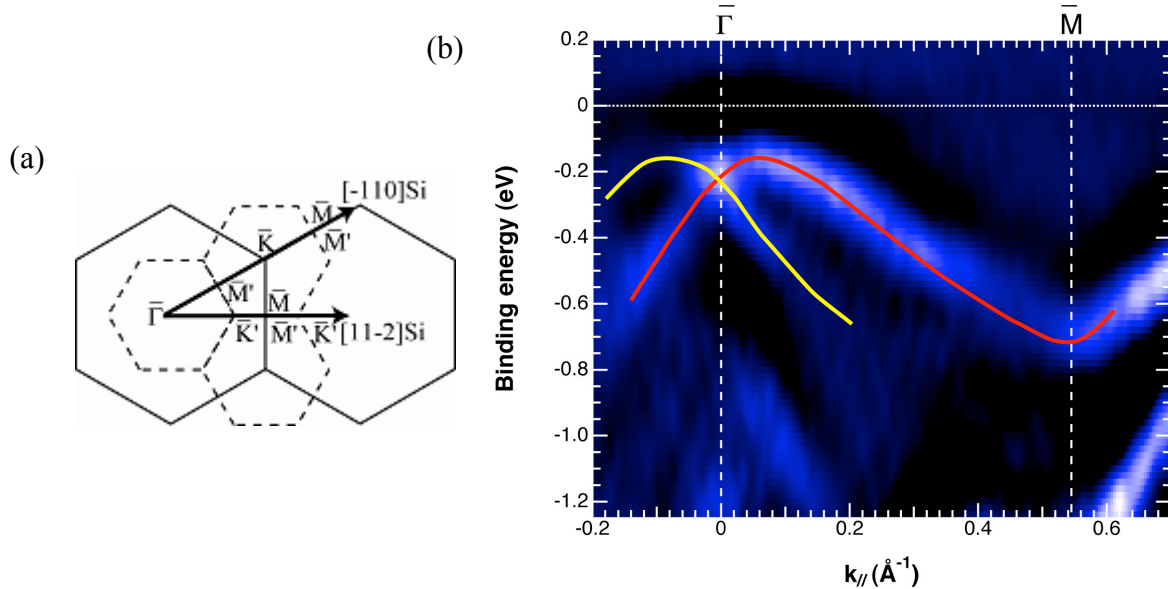 (a)
Γ̅
K̅
M̅
M̅'
[-110]Si
M̅'
M̅
K̅'
M̅'
K̅'
[11-2]Si
(b)
Γ̅
M̅
Binding energy (eV)
0.2
0
-0.2
-0.4
-0.6
-0.8
-1.0
-1.2
-0.2
0
0.2
0.4
0.6
k// (Å⁻¹)